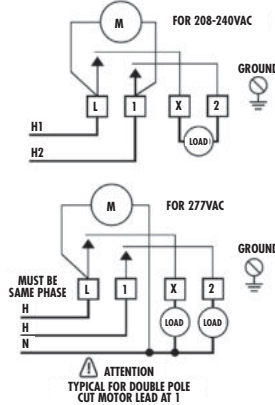 M
FOR 208-240VAC
GROUND
L 1 X 2
H1
LOAD
H2
M
FOR 277VAC
GROUND
MUST BE
SAME PHASE
L 1 X 2
H
LOAD LOAD
H
N
ATTENTION
TYPICAL FOR DOUBLE POLE
CUT MOTOR LEAD AT 1